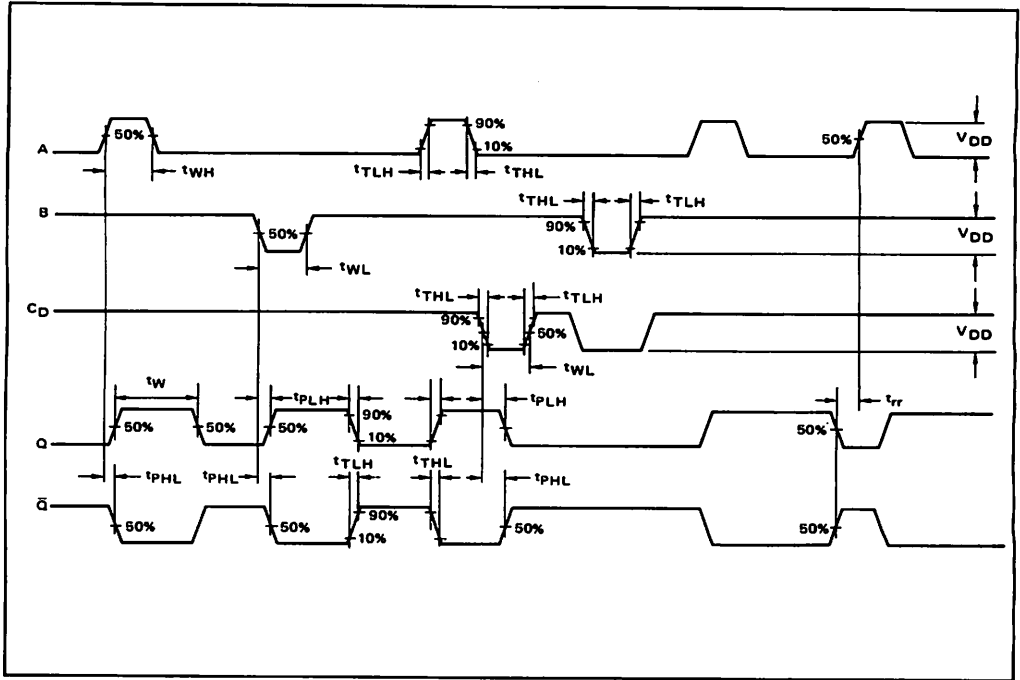 50%
90%
50%
VDD
A
10%
tWH
tTLH
tTHL
tTHL
tTLH
B
50%
90%
VDD
10%
tWL
tTHL
tTLH
CD
90%
50%
VDD
10%
tWL
tW
tPLH
tPLH
trr
90%
50%
50%
50%
50%
Q
10%
tPHL
tPHL
tTLH
tTHL
tPHL
Q̄
90%
50%
50%
50%
50%
10%